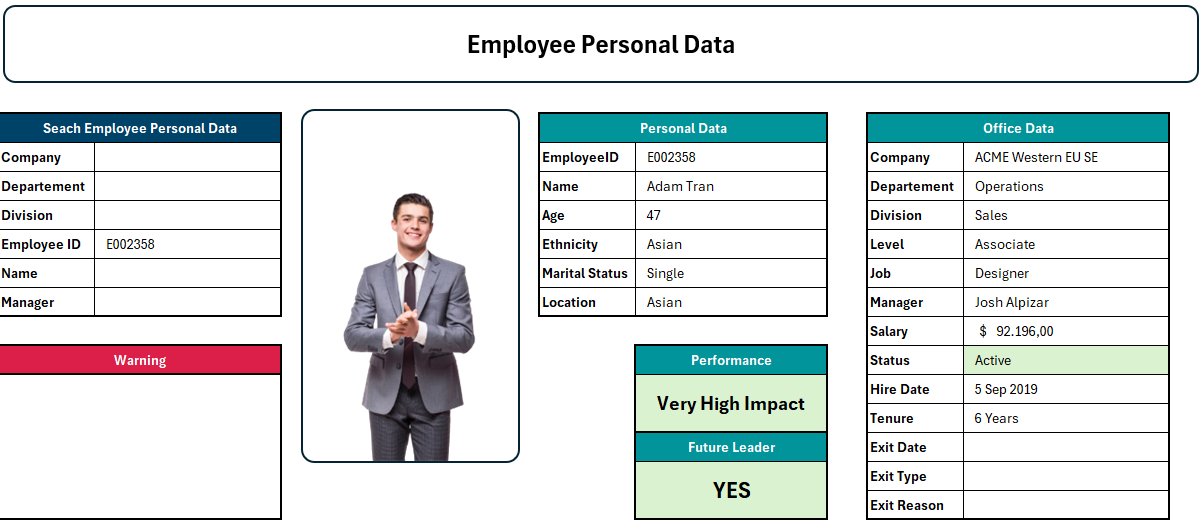 Employee Personal Data
Seach Employee Personal Data
Company
Departement
Division
Employee ID E002358
Name
Manager
Warning
Personal Data
EmployeeID E002358
Name Adam Tran
Age 47
Ethnicity Asian
Marital Status Single
Location Asian
Performance
Very High Impact
Future Leader
YES
Office Data
Company ACME Western EU SE
Departement Operations
Division Sales
Level Associate
Job Designer
Manager Josh Alpizar
Salary $ 92.196,00
Status Active
Hire Date 5 Sep 2019
Tenure 6 Years
Exit Date
Exit Type
Exit Reason